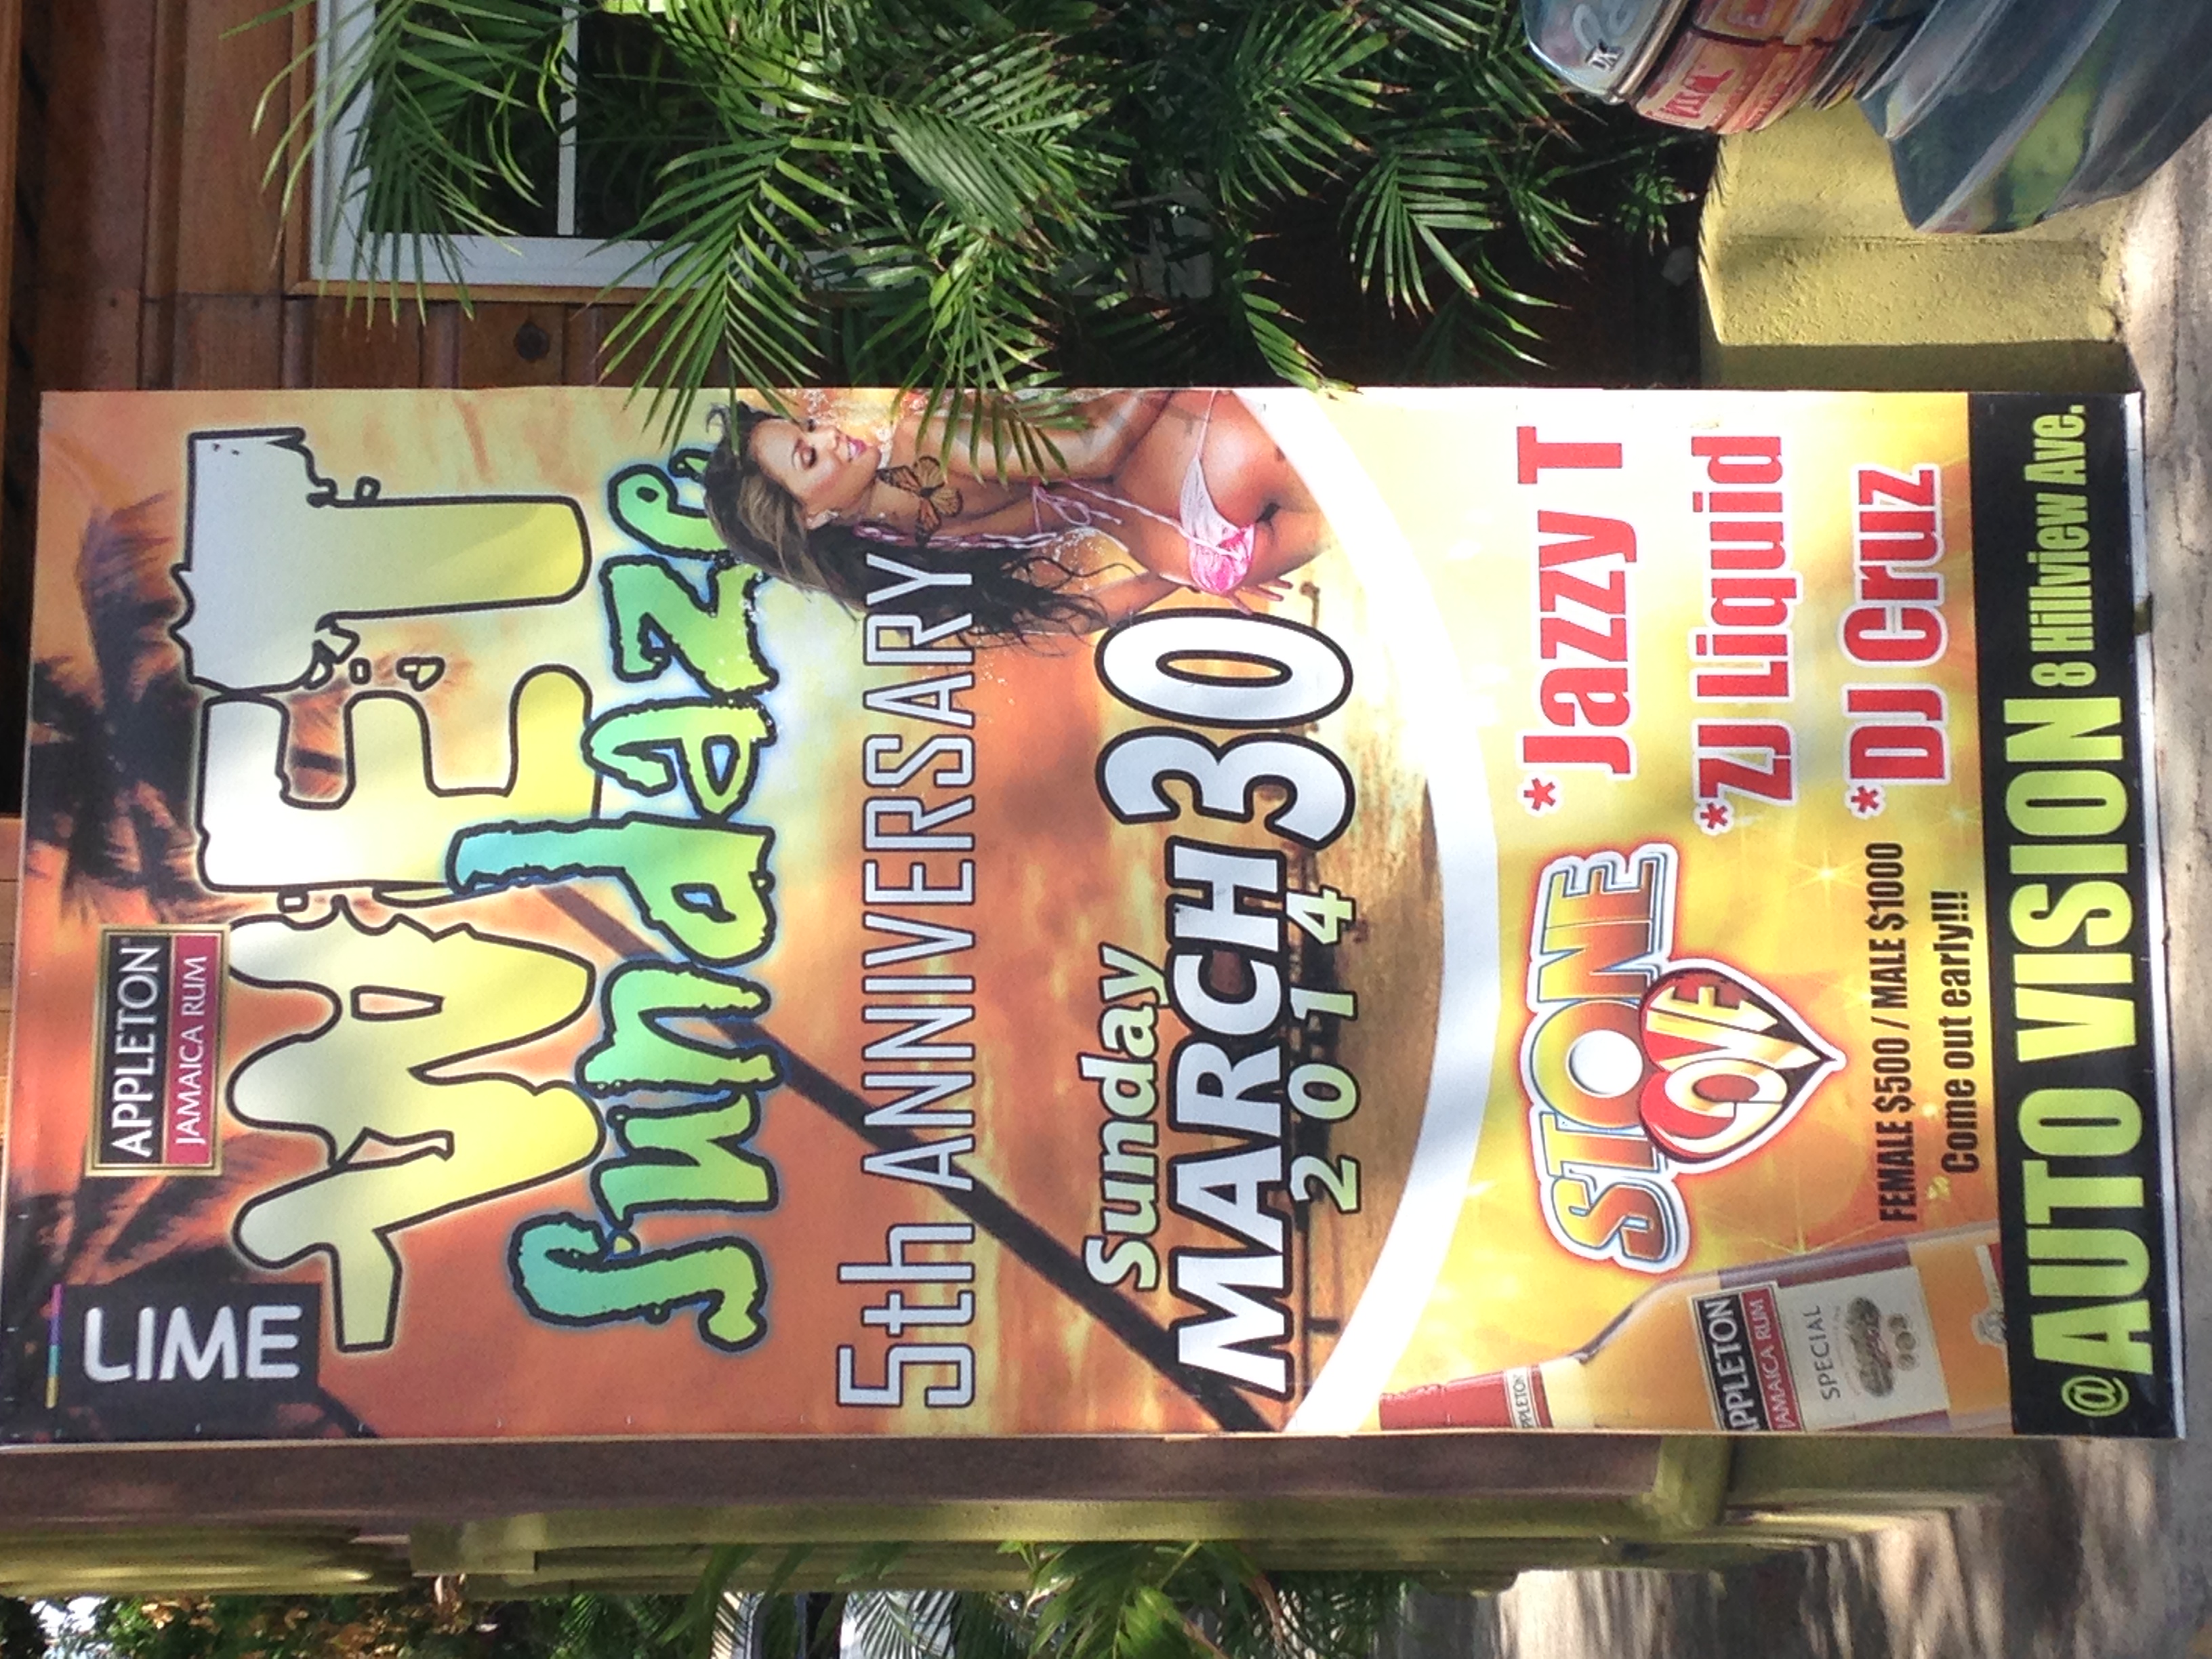 LIME
APPLETON
JAMAICA RUM
WET
SundAze
5th ANNIVERSARY
Sunday
MARCH 30
2014
STONE
LOVE
*Jazzy T
*ZJ Liquid
*DJ Cruz
APPLETON
JAMAICA RUM
SPECIAL
FEMALE $500 / MALE $1000
Come out early!!!
@ AUTO VISION 8 Hillview Ave.